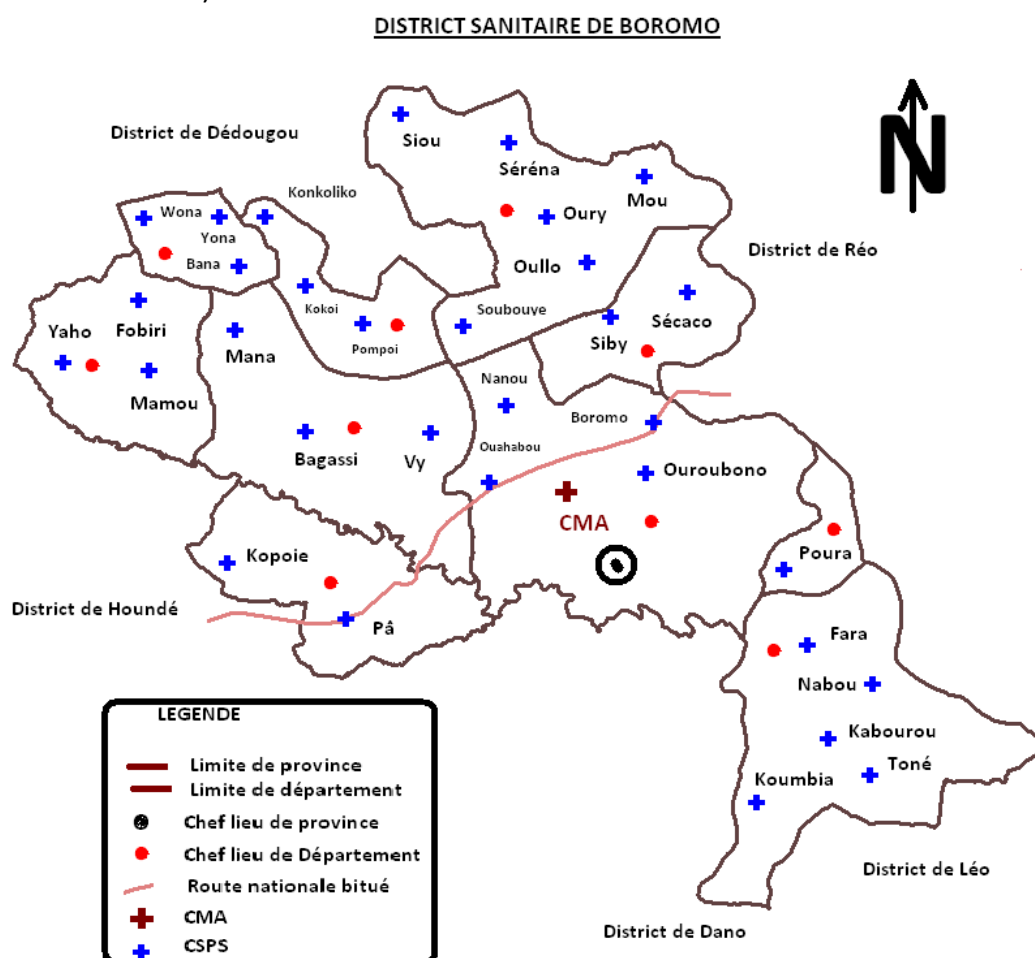 DISTRICT SANITAIRE DE BOROMO
District de Dédougou
Siou
Séréna
Mou
Konkoliko
Wona
Yona
Bana
Oury
Oullo
District de Réo
Yaho
Fobiri
Mamou
Mana
Kokoi
Pompoi
Soubouye
Siby
Sécaco
Nanou
Boromo
Bagassi
Vy
Ouahabou
Ouroubono
CMA
Kopoie
Poura
District de Houndé
Pâ
Fara
Nabou
Kabourou
Toné
Koumbia
District de Léo
District de Dano
N
LEGENDE
Limite de province
Limite de département
Chef lieu de province
Chef lieu de Département
Route nationale bitué
CMA
CSPS